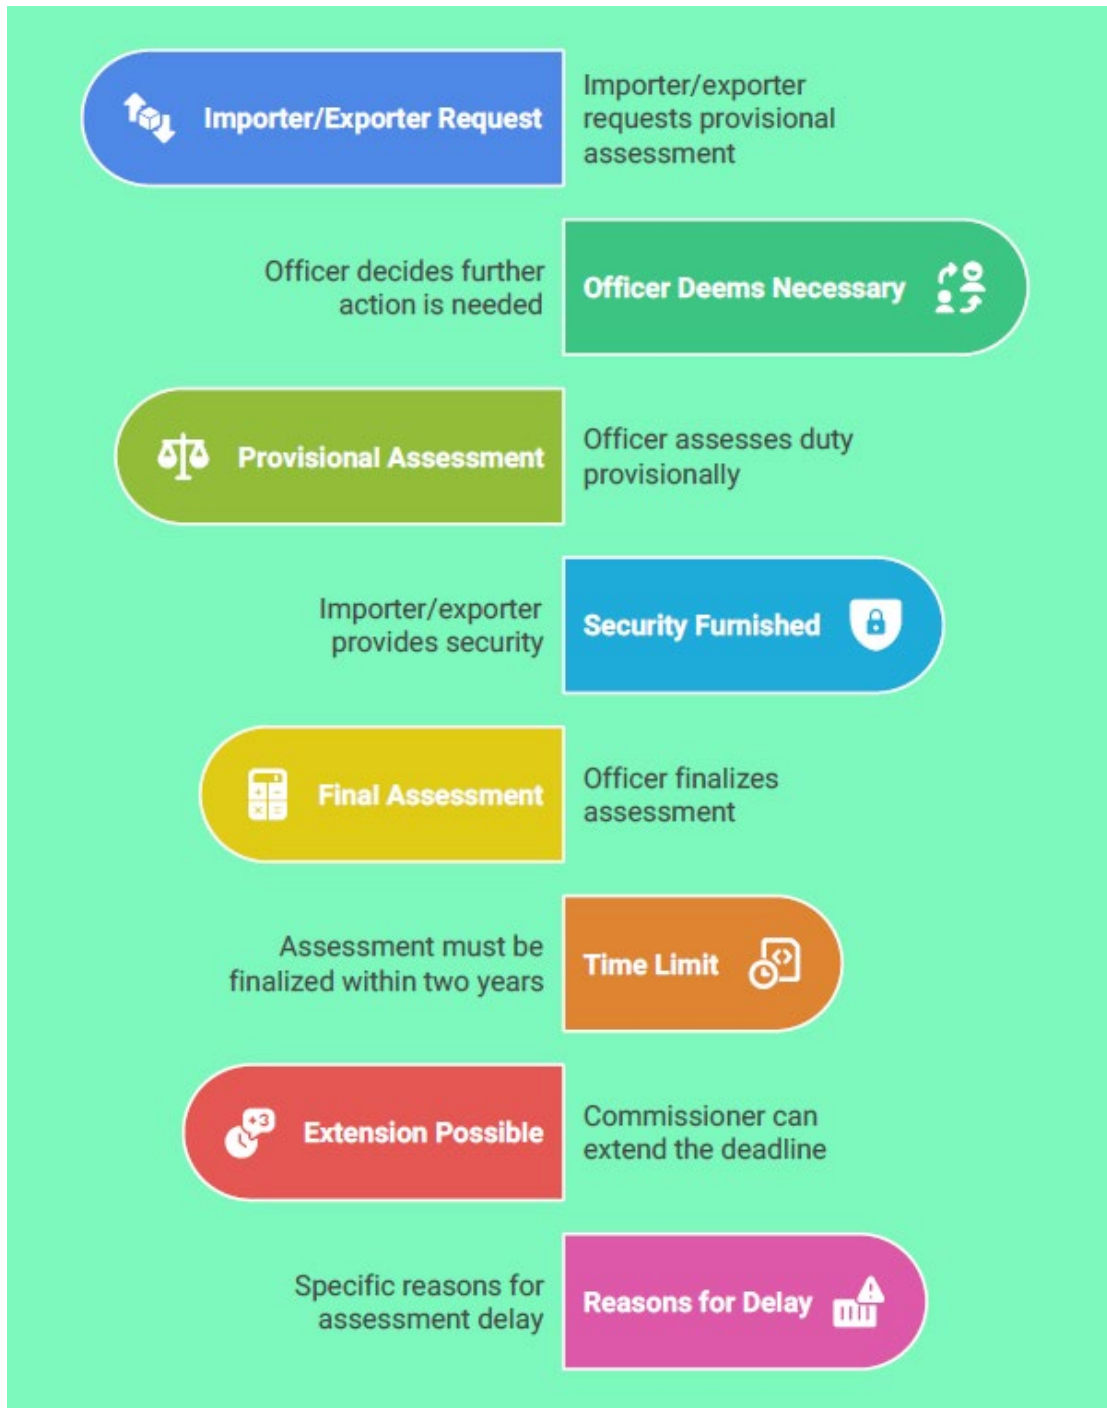 Importer/Exporter Request
Importer/exporter
requests provisional
assessment
Officer decides further
action is needed
Officer Deems Necessary
Provisional Assessment
Officer assesses duty
provisionally
Importer/exporter
provides security
Security Furnished
Final Assessment
Officer finalizes
assessment
Assessment must be
finalized within two years
Time Limit
+3
Extension Possible
Commissioner can
extend the deadline
Specific reasons for
assessment delay
Reasons for Delay